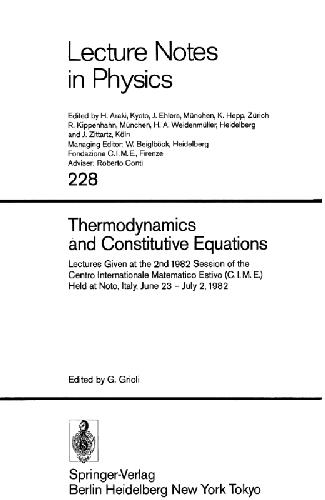 Lecture Notes
in Physics
Edited by H. Araki, Kyoto, J. Ehlers, München, K. Hepp, Zürich
R. Kippenhahn, München, H. A. Weidenmüller, Heidelberg
and J. Zittartz, Köln
Managing Editor: W. Beiglböck, Heidelberg
Fondazione C.I.M.E., Firenze
Adviser: Roberto Conti
228
Thermodynamics
and Constitutive Equations
Lectures Given at the 2nd 1982 Session of the
Centro Internationale Matematico Estivo (C.I.M.E.)
Held at Noto, Italy, June 23 – July 2, 1982
Edited by G. Grioli
Springer-Verlag
Berlin Heidelberg New York Tokyo